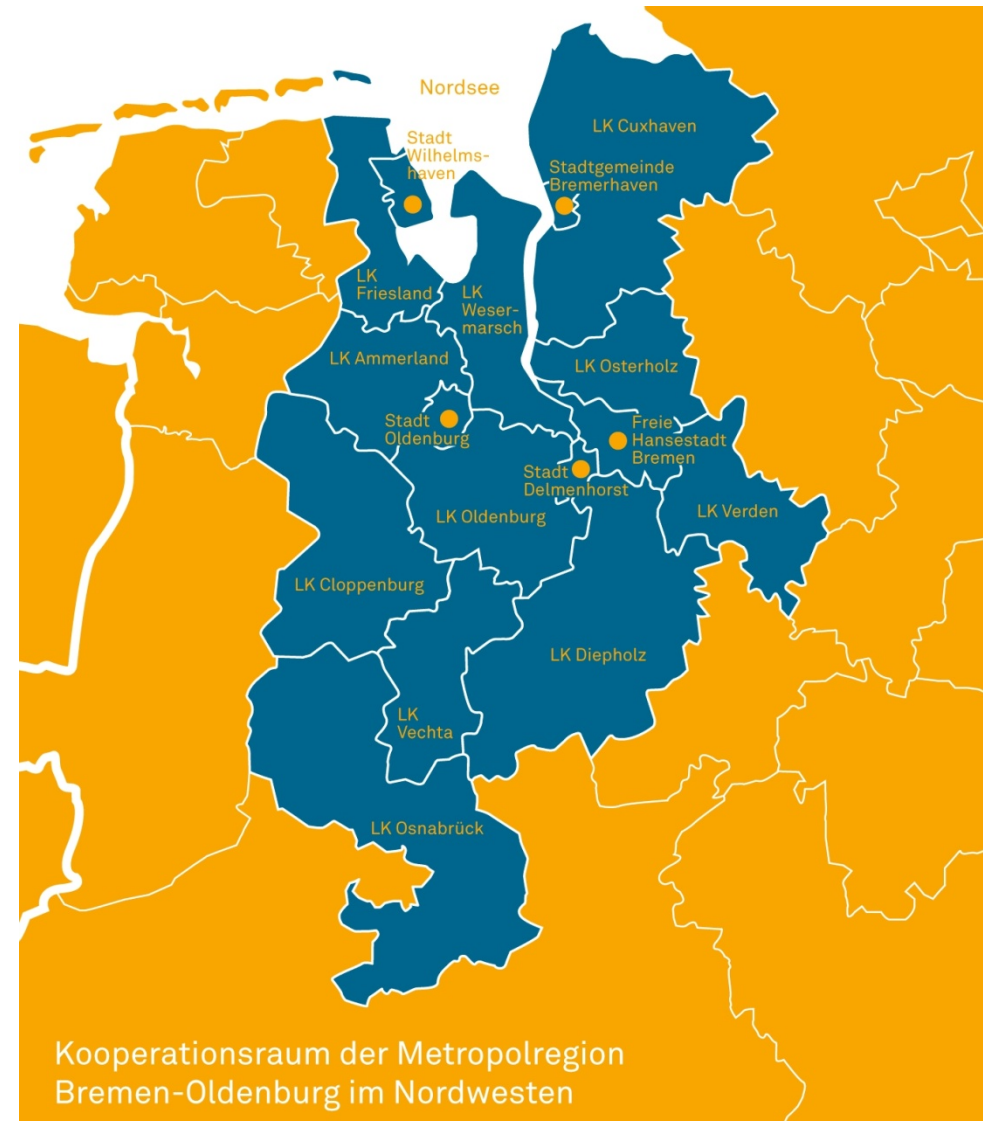 Nordsee
LK Cuxhaven
Stadt
Wilhelms-
haven
Stadtgemeinde
Bremerhaven
LK
Friesland
LK
Weser-
marsch
LK Ammerland
LK Osterholz
Stadt
Oldenburg
Freie
Hansestadt
Bremen
Stadt
Delmenhorst
LK Oldenburg
LK Verden
LK Cloppenburg
LK Diepholz
LK
Vechta
LK Osnabrück
Kooperationsraum der Metropolregion
Bremen-Oldenburg im Nordwesten